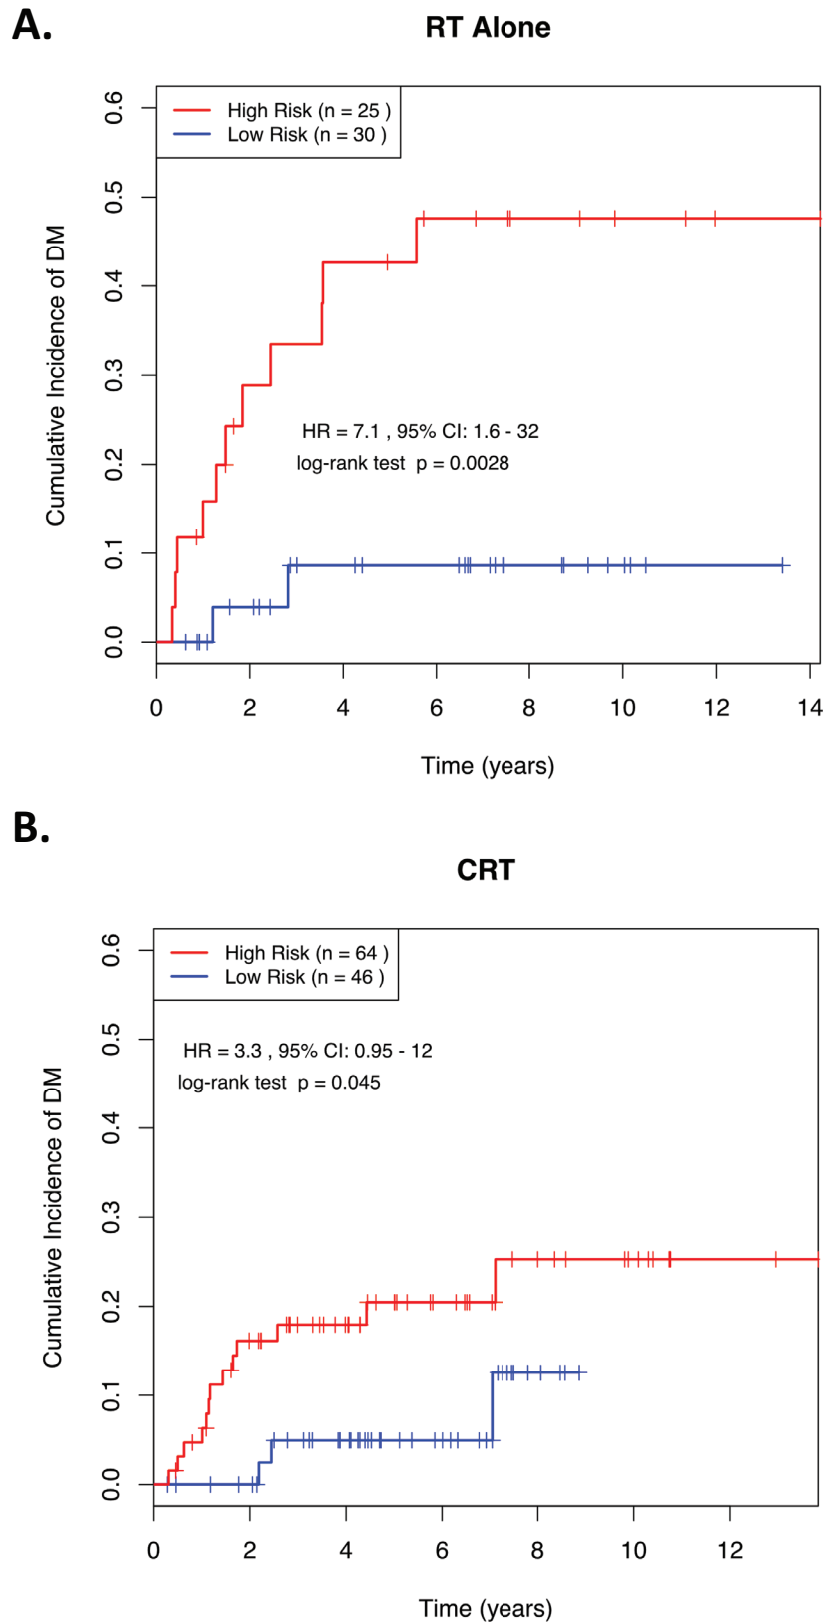 A.
RT Alone
High Risk (n = 25 )
Low Risk (n = 30 )
Cumulative Incidence of DM
0.6
0.5
0.4
0.3
0.2
0.1
0.0
HR = 7.1 , 95% CI: 1.6 - 32
log-rank test p = 0.0028
0 2 4 6 8 10 12 14
Time (years)
B.
CRT
High Risk (n = 64 )
Low Risk (n = 46 )
Cumulative Incidence of DM
0.6
0.5
0.4
0.3
0.2
0.1
0.0
HR = 3.3 , 95% CI: 0.95 - 12
log-rank test p = 0.045
0 2 4 6 8 10 12
Time (years)